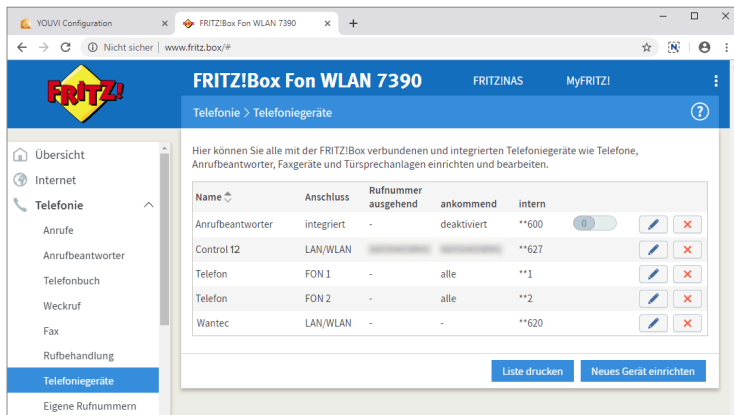 YOUVI Configuration
FRITZ!Box Fon WLAN 7390
Nicht sicher | www.fritz.box/#
FRITZ!
FRITZ!Box Fon WLAN 7390
FRITZ!NAS
MyFRITZ!
Telefonie > Telefoniegeräte
?
Übersicht
Internet
Telefonie
Anrufe
Anrufbeantworter
Telefonbuch
Weckruf
Fax
Rufbehandlung
Telefoniegeräte
Eigene Rufnummern
Hier können Sie alle mit der FRITZ!Box verbundenen und integrierten Telefoniegeräte wie Telefone,
Anrufbeantworter, Faxgeräte und Türsprechanlagen einrichten und bearbeiten.
Name Anschluss Rufnummer ausgehend ankommend intern
Anrufbeantworter integriert - deaktiviert **600 0
Control 12 LAN/WLAN **627
Telefon FON 1 - alle **1
Telefon FON 2 - alle **2
Wantec LAN/WLAN - - **620
Liste drucken
Neues Gerät einrichten